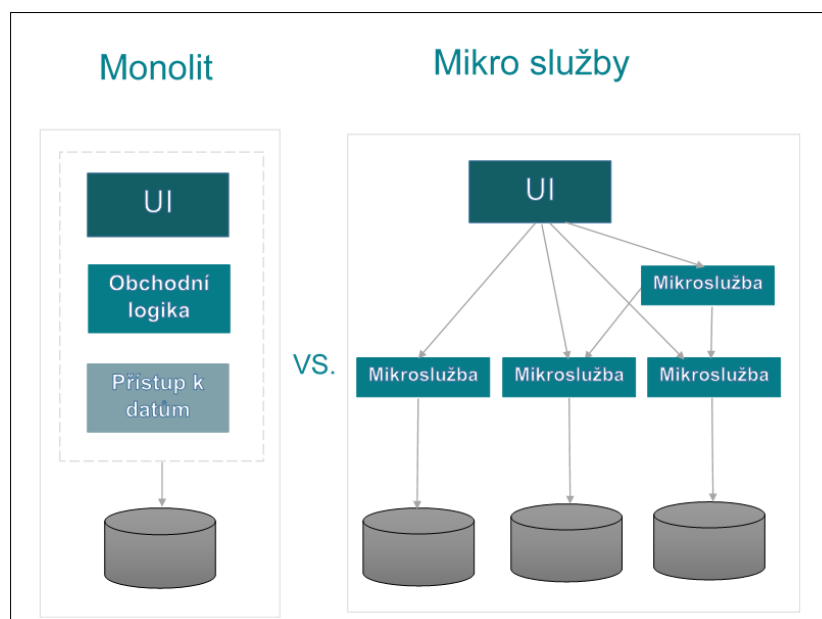 Monolit
Mikro služby
UI
Obchodní
logika
Přístup k
datům
VS.
UI
Mikroslužba
Mikroslužba
Mikroslužba
Mikroslužba